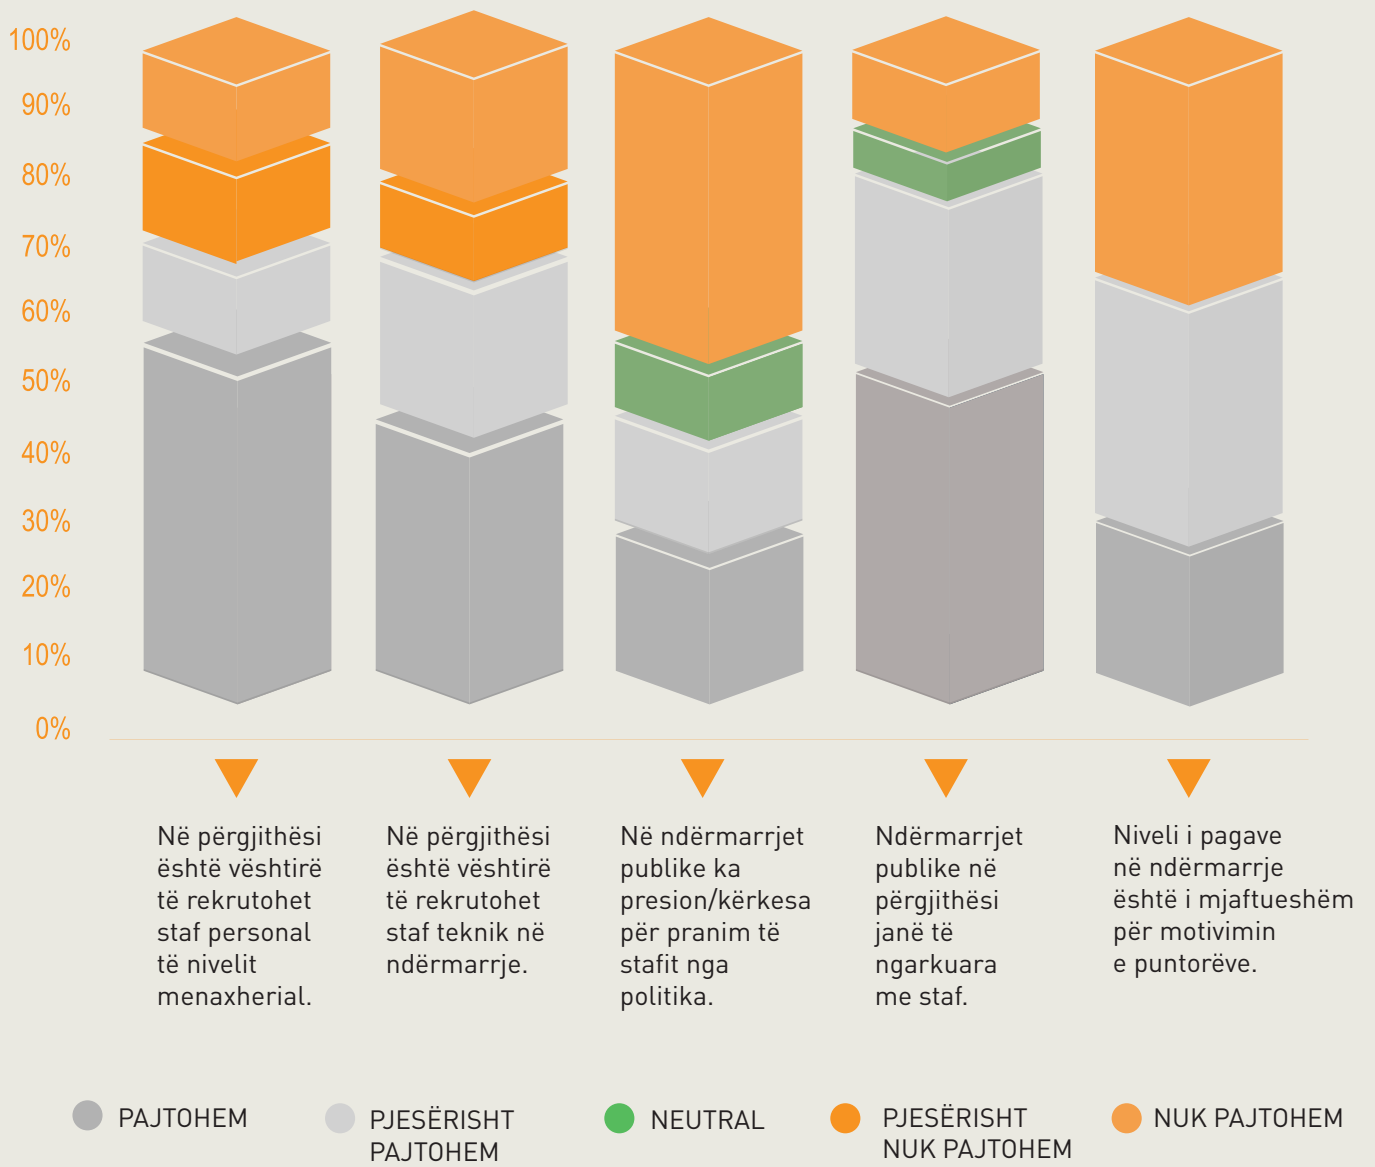 100%
90%
80%
70%
60%
50%
40%
30%
20%
10%
0%
Në përgjithësi
është vështirë
të rekrutohet
staf personal
të nivelit
menaxherial.
Në përgjithësi
është vështirë
të rekrutohet
staf teknik në
ndërmarrje.
Në ndërmarrjet
publike ka
presion/kërkesa
për pranim të
stafit nga
politika.
Ndërmarrjet
publike në
përgjithësi
janë të
ngarkuara
me staf.
Niveli i pagave
në ndërmarrje
është i mjaftueshëm
për motivimin
e puntorëve.
PAJTOHEM
PJESËRISHT
PAJTOHEM
NEUTRAL
PJESËRISHT
NUK PAJTOHEM
NUK PAJTOHEM